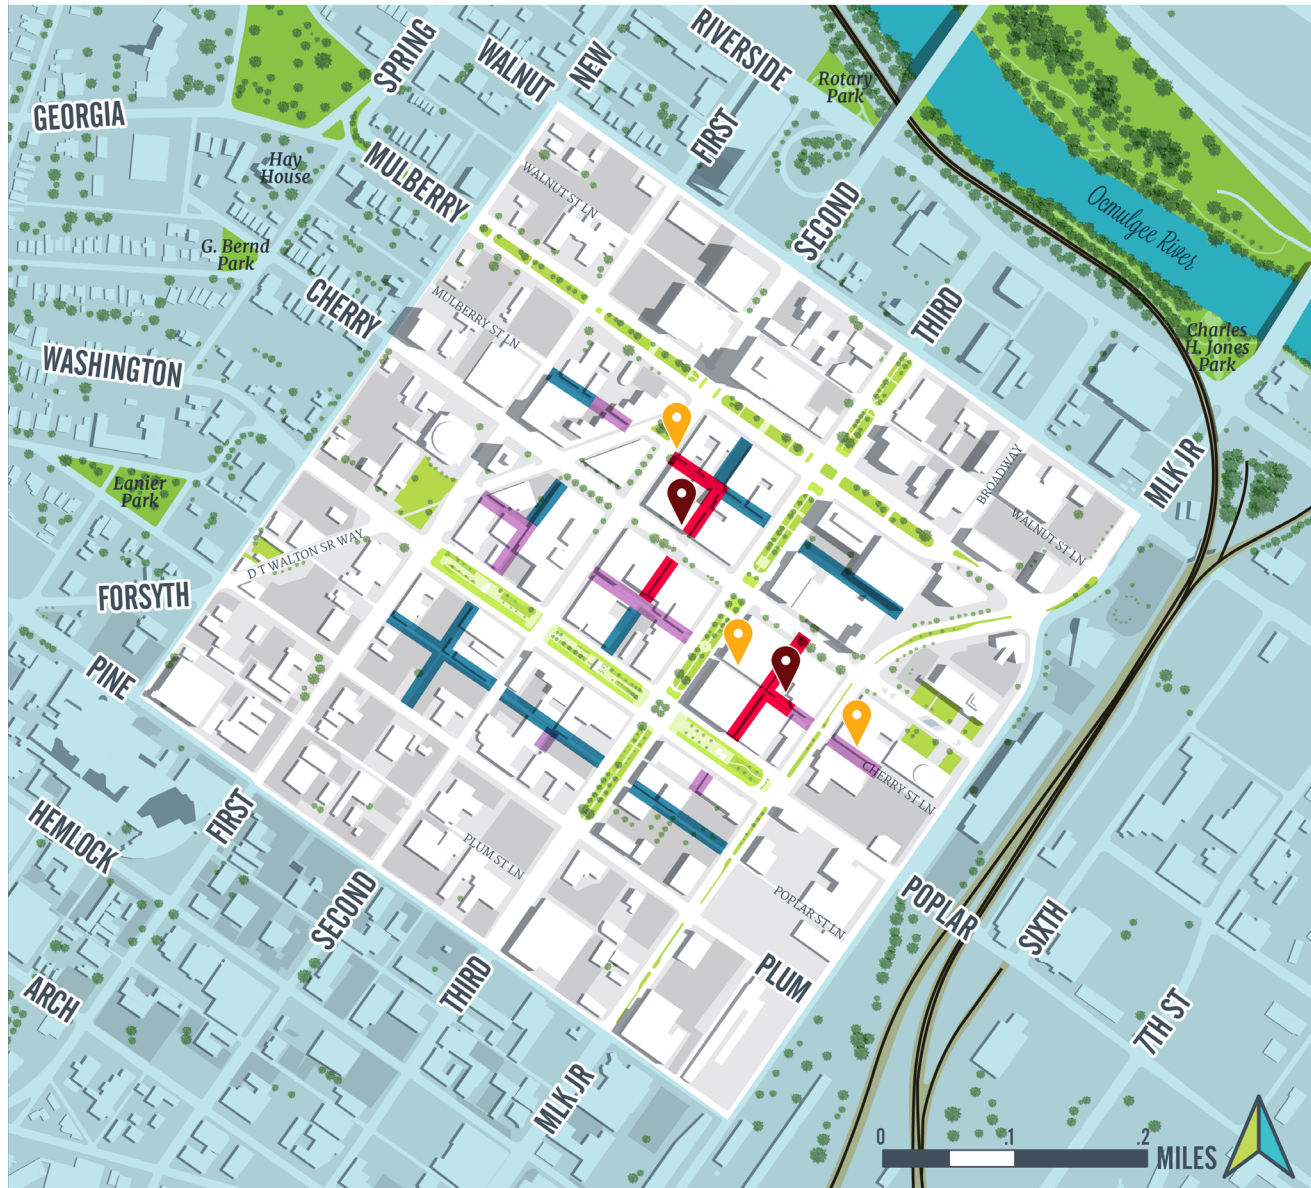 RIVERSIDE
SPRING
WALNUT
NEW
Rotary
Park
GEORGIA
FIRST
Hay
House
MULBERRY
WALNUT ST LN
SECOND
Ocmulgee River
G. Bernd
Park
CHERRY
MULBERRY ST LN
THIRD
Charles
H. Jones
Park
WASHINGTON
MLK JR
BROADWAY
Lanier
Park
WALNUT ST LN
D T WALTON SR WAY
FORSYTH
PINE
CHERRY ST LN
HEMLOCK
FIRST
PLUM ST LN
SECOND
POPLAR ST LN
POPLAR
SIXTH
ARCH
THIRD
PLUM
7TH ST
MLK JR
0 .1 .2
MILES